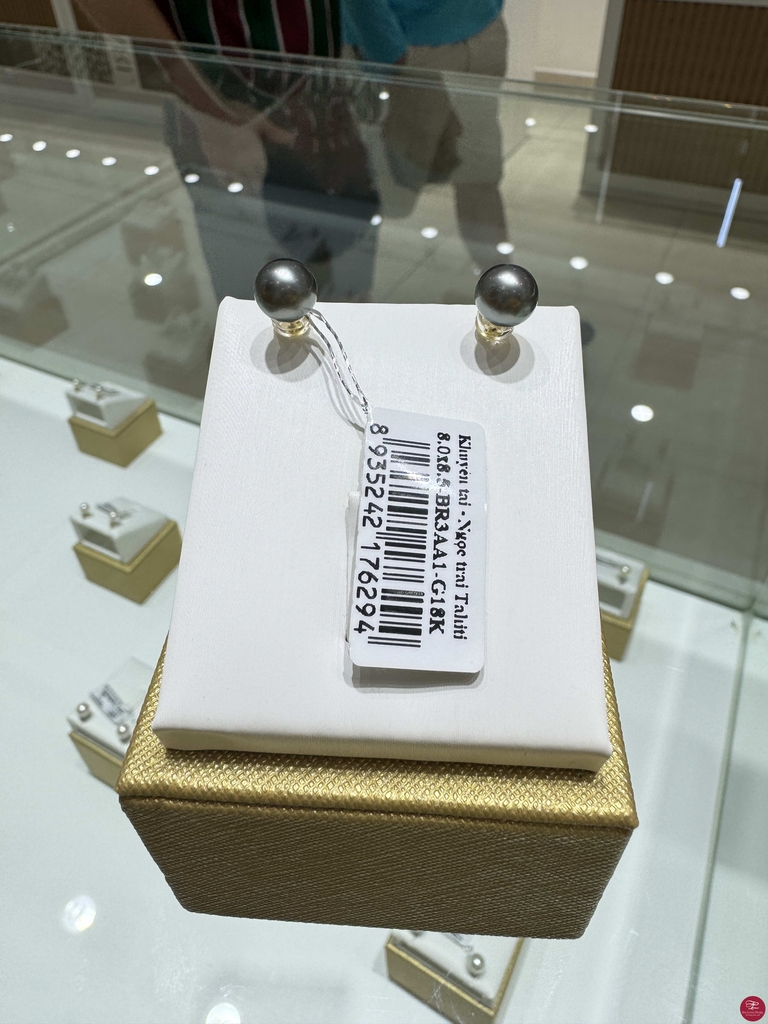 Khuyên tai - Ngọc trai Tahiti
8.0x8.5-BR3AA1-G18K
8 935242 176294